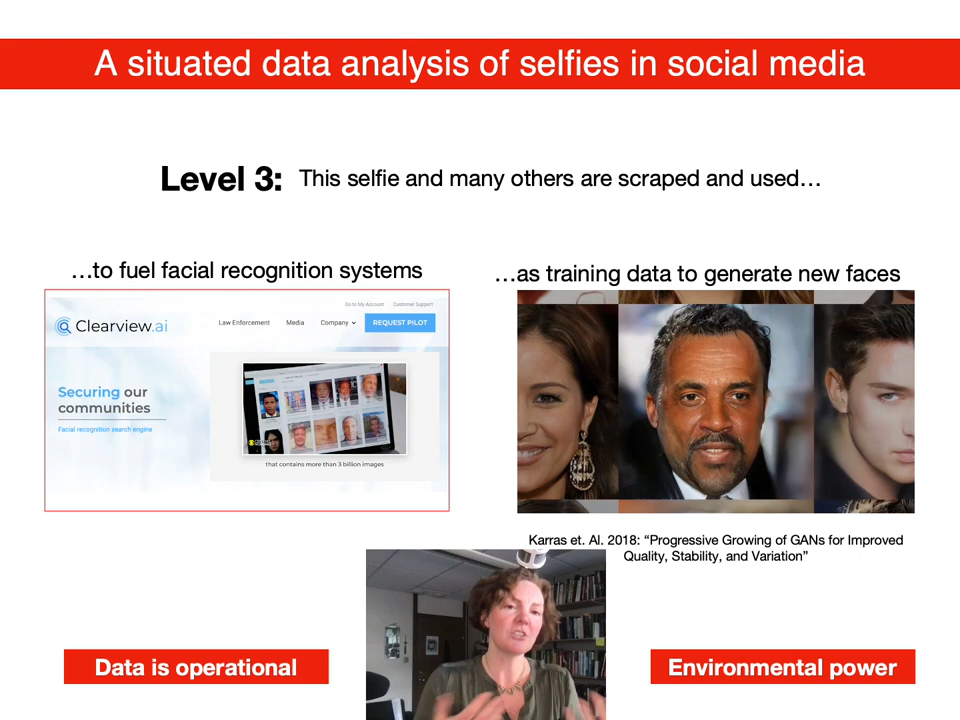 A situated data analysis of selfies in social media
Level 3: This selfie and many others are scraped and used…
…to fuel facial recognition systems
…as training data to generate new faces
Go to My Account Customer Support
Clearview.ai
Law Enforcement Media Company REQUEST PILOT
Securing our
communities
Facial recognition search engine
that contains more than 3 billion images
Karras et. Al. 2018: “Progressive Growing of GANs for Improved
Quality, Stability, and Variation”
Data is operational
Environmental power